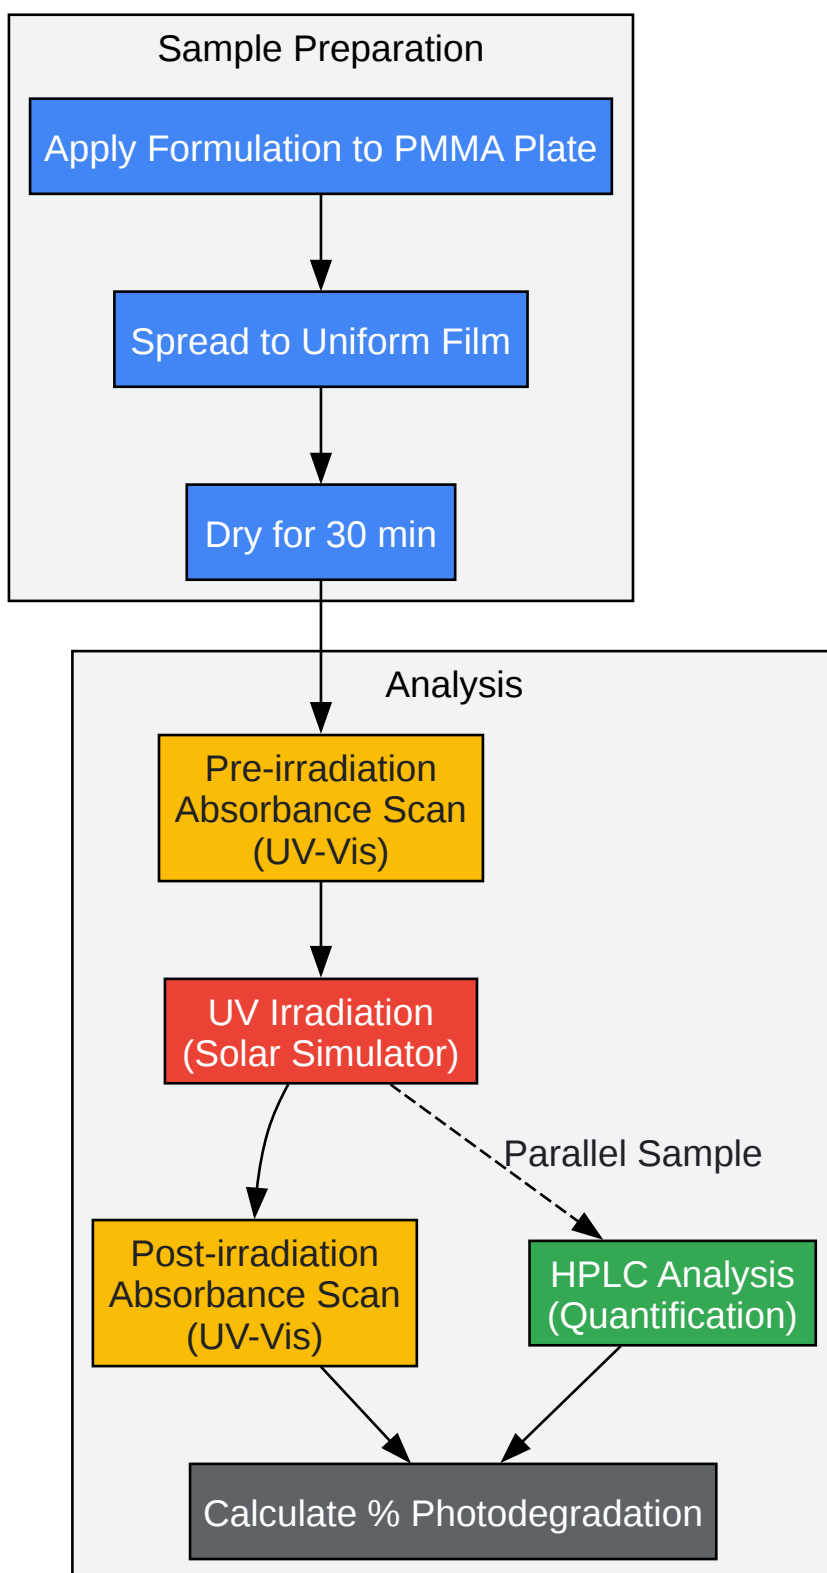 Sample Preparation
Apply Formulation to PMMA Plate
Spread to Uniform Film
Dry for 30 min
Analysis
Pre-irradiation
Absorbance Scan
(UV-Vis)
UV Irradiation
(Solar Simulator)
Parallel Sample
Post-irradiation
Absorbance Scan
(UV-Vis)
HPLC Analysis
(Quantification)
Calculate % Photodegradation